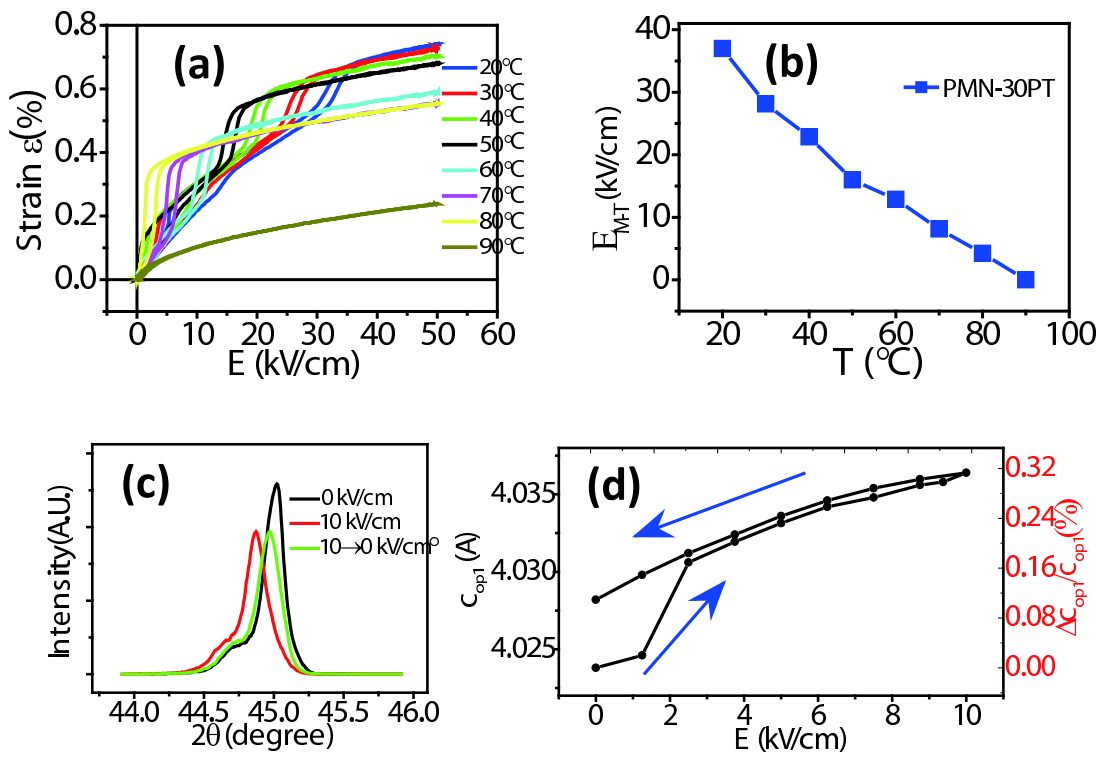 (a)
Strain ε(%)
0.8
0.6
0.4
0.2
0.0
0 10 20 30 40 50 60
E (kV/cm)
20°C
30°C
40°C
50°C
60°C
70°C
80°C
90°C
(b)
E_M-T (kV/cm)
40
30
20
10
0
20 40 60 80 100
T (°C)
PMN-30PT
(c)
Intensity(A.U.)
44.0 44.5 45.0 45.5 46.0
2θ (degree)
0 kV/cm
10 kV/cm
10→0 kV/cm
(d)
c_op1 (A)
4.035
4.030
4.025
0 2 4 6 8 10
E (kV/cm)
0.32
0.24
0.16
0.08
0.00
Δc_op1/c_op1(%)